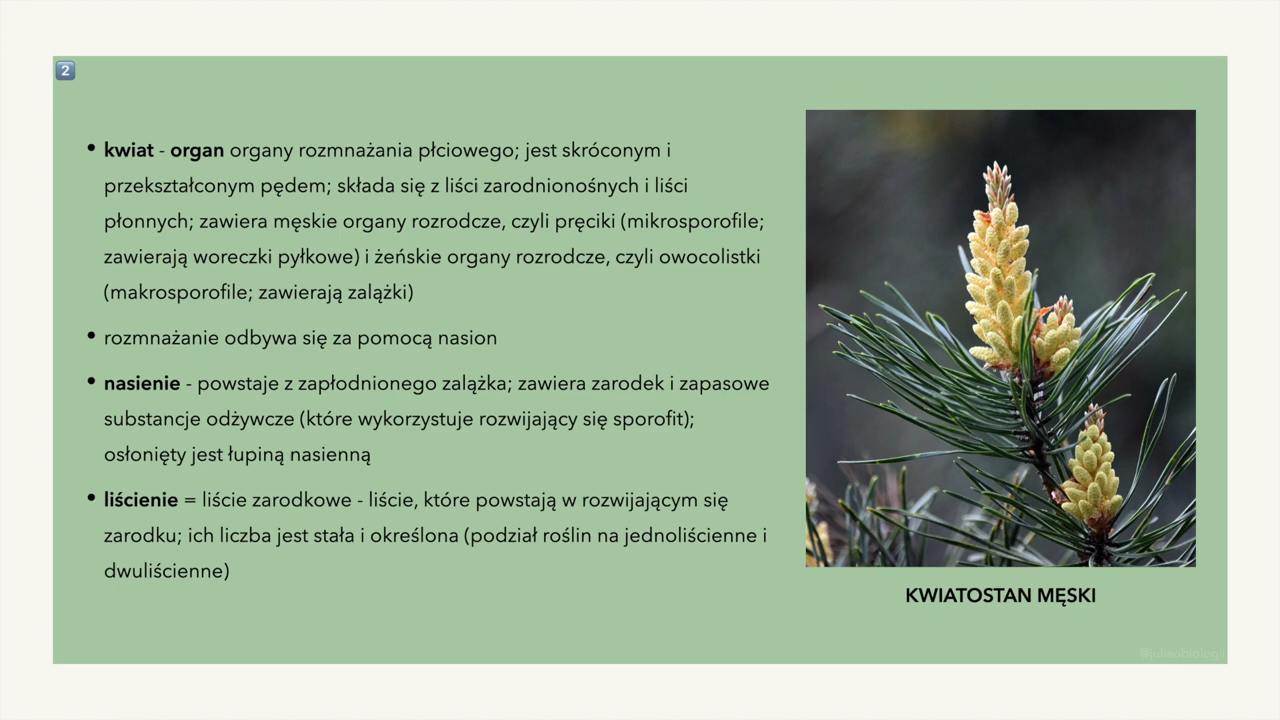 2
• kwiat - organ organy rozmnażania płciowego; jest skróconym i
przekształconym pędem; składa się z liści zarodnionośnych i liści
płonnych; zawiera męskie organy rozrodcze, czyli pręciki (mikrosporofile;
zawierają woreczki pyłkowe) i żeńskie organy rozrodcze, czyli owocolistki
(makrosporofile; zawierają zalążki)
• rozmnażanie odbywa się za pomocą nasion
• nasienie - powstaje z zapłodnionego zalążka; zawiera zarodek i zapasowe
substancje odżywcze (które wykorzystuje rozwijający się sporofit);
osłonięty jest łupiną nasienną
• liścienie = liście zarodkowe - liście, które powstają w rozwijającym się
zarodku; ich liczba jest stała i określona (podział roślin na jednoliścienne i
dwuliścienne)
KWIATOSTAN MĘSKI